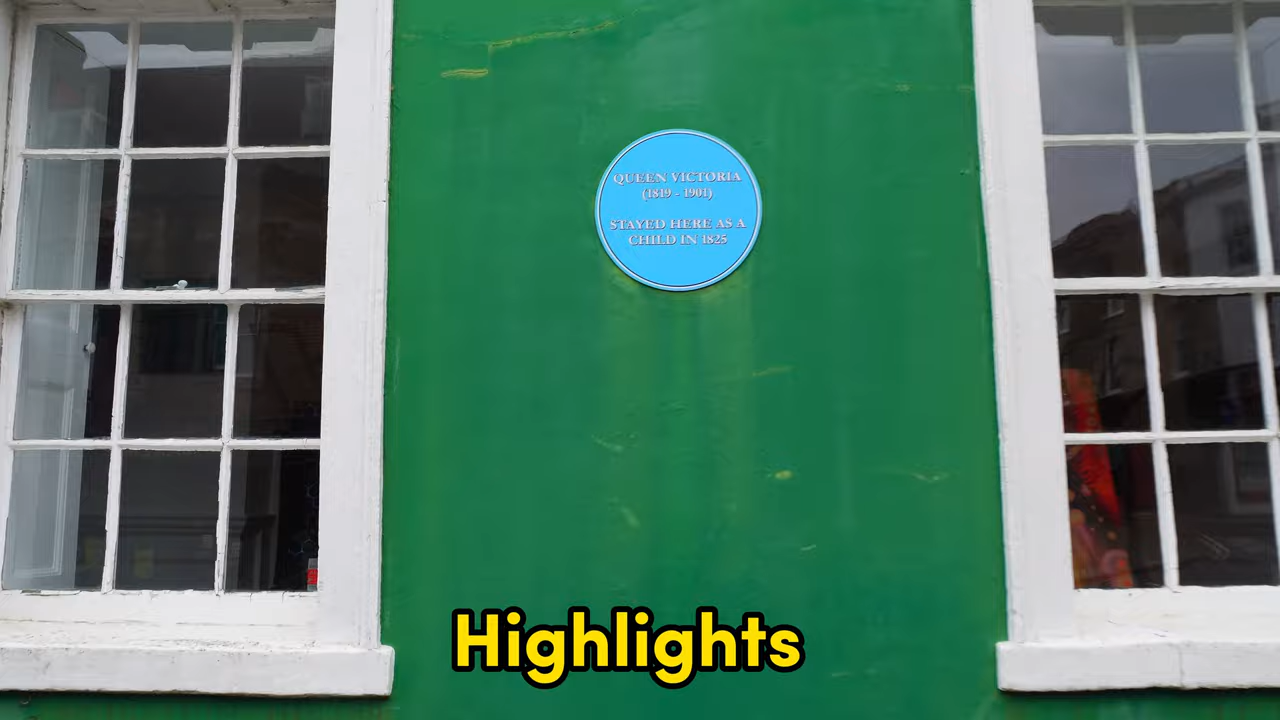 QUEEN VICTORIA
(1819 - 1901)
STAYED HERE AS A
CHILD IN 1825
Highlights